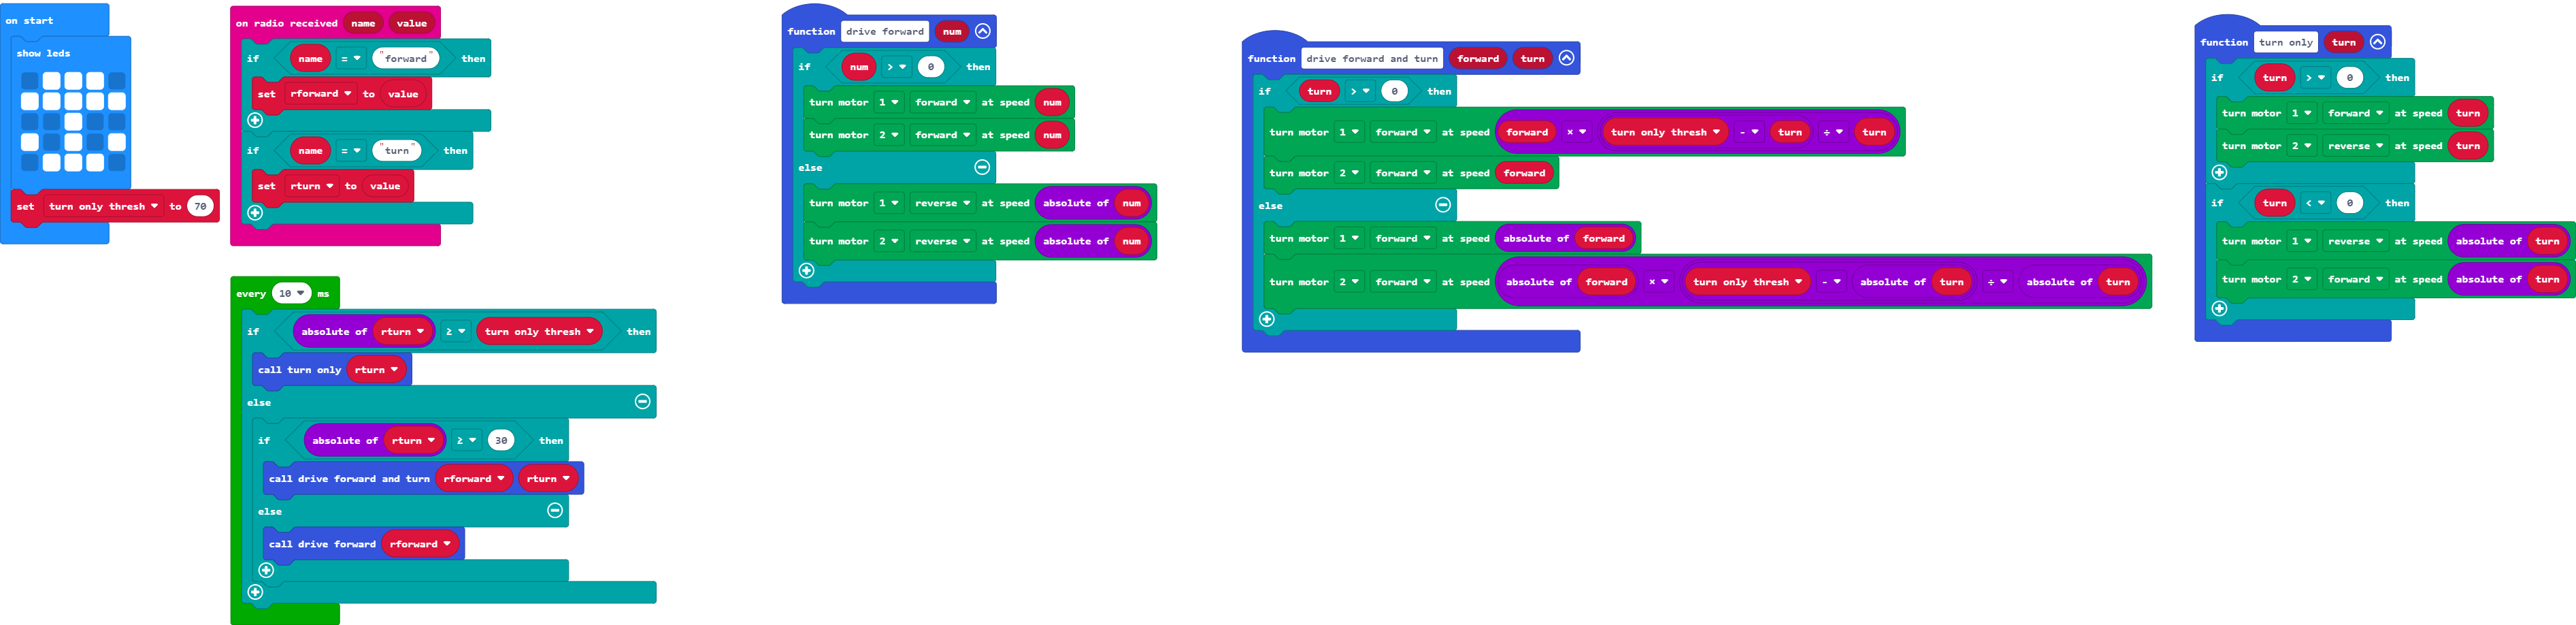 on start
show leds
set turn only thresh to 70
on radio received name value
if name = "forward" then
set rforward to value
if name = "turn" then
set rturn to value
every 10 ms
if absolute of rturn ≥ turn only thresh then
call turn only rturn
else
if absolute of rturn ≥ 30 then
call drive forward and turn rforward rturn
else
call drive forward rforward
function drive forward num
if num > 0 then
turn motor 1 forward at speed num
turn motor 2 forward at speed num
else
turn motor 1 reverse at speed absolute of num
turn motor 2 reverse at speed absolute of num
function drive forward and turn forward turn
if turn > 0 then
turn motor 1 forward at speed forward × turn only thresh - turn ÷ turn
turn motor 2 forward at speed forward
else
turn motor 1 forward at speed absolute of forward
turn motor 2 forward at speed absolute of forward × turn only thresh - absolute of turn ÷ absolute of turn
function turn only turn
if turn > 0 then
turn motor 1 forward at speed turn
turn motor 2 reverse at speed turn
if turn < 0 then
turn motor 1 reverse at speed absolute of turn
turn motor 2 forward at speed absolute of turn